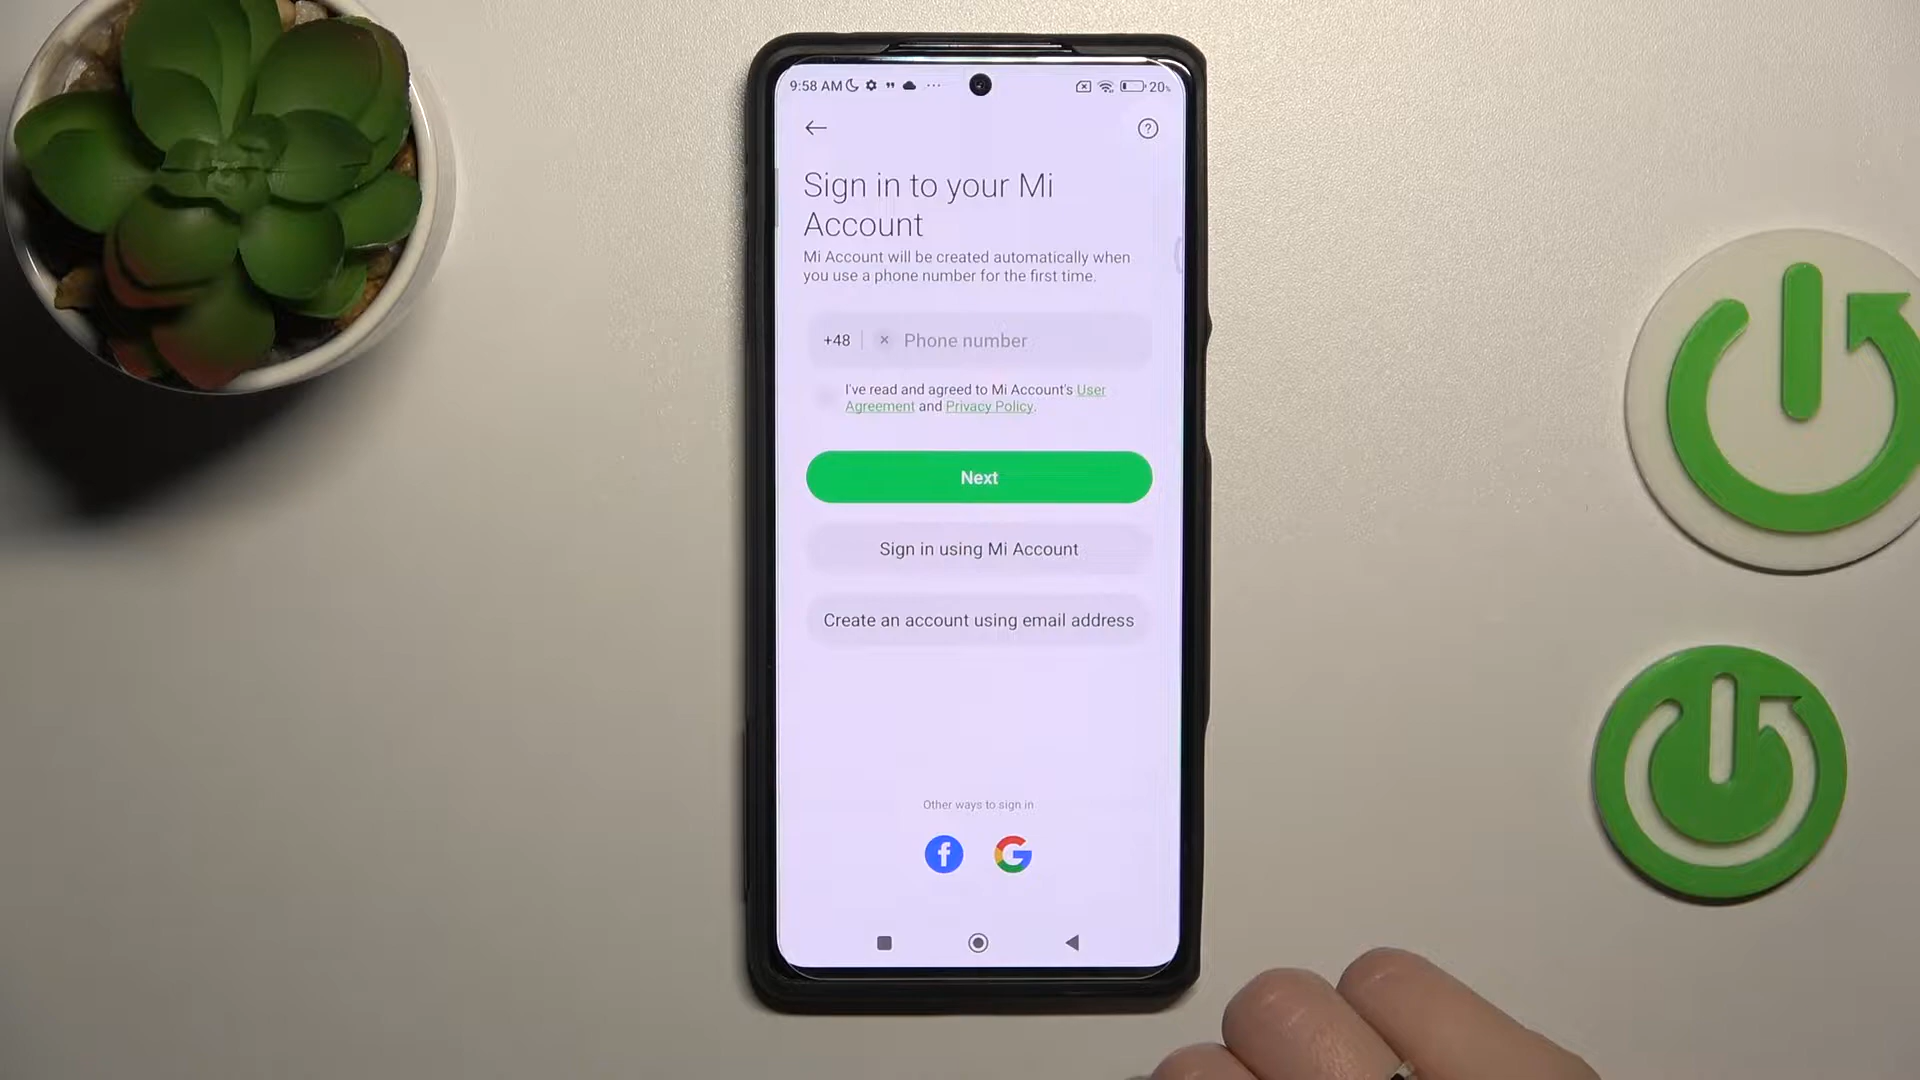 9:58 AM 20%
Sign in to your Mi
Account
Mi Account will be created automatically when
you use a phone number for the first time.
+48 Phone number
I've read and agreed to Mi Account's User
Agreement and Privacy Policy.
Next
Sign in using Mi Account
Create an account using email address
Other ways to sign in